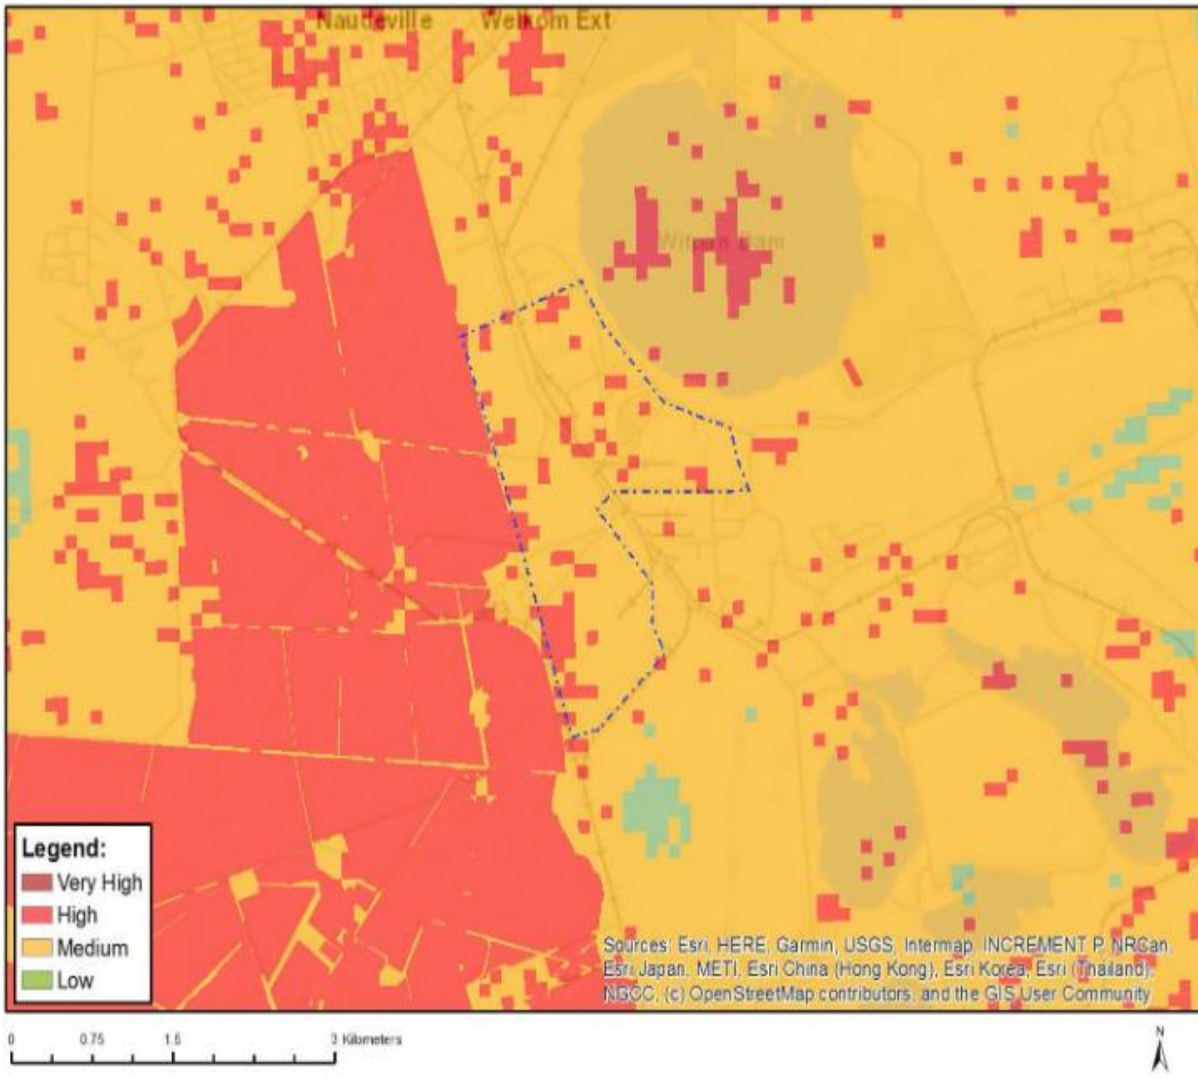 Naudeville Welkom Ext
Witpan Dam
Legend:
Very High
High
Medium
Low
Sources: Esri, HERE, Garmin, USGS, Intermap, INCREMENT P, NRCan,
Esri Japan, METI, Esri China (Hong Kong), Esri Korea, Esri (Thailand),
NGCC, (c) OpenStreetMap contributors, and the GIS User Community
0 0.75 1.5 3 Kilometers
N